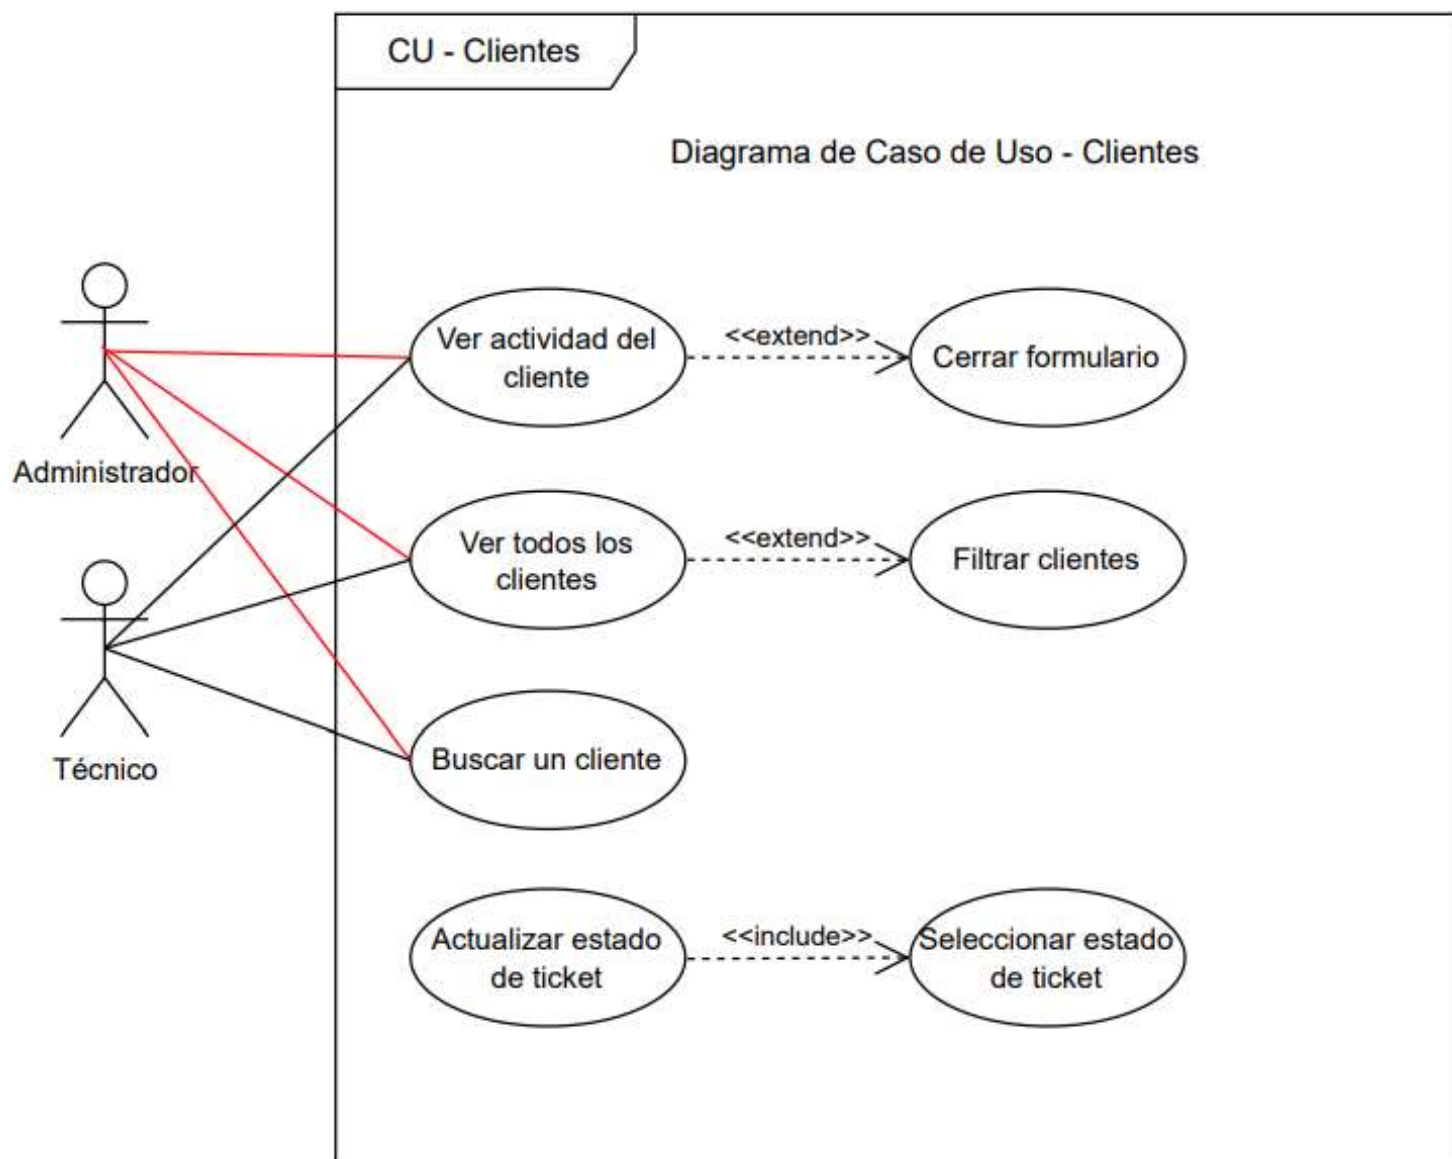 CU - Clientes
Diagrama de Caso de Uso - Clientes
Administrador
Técnico
Ver actividad del
cliente
<<extend>>
Cerrar formulario
Ver todos los
clientes
<<extend>>
Filtrar clientes
Buscar un cliente
Actualizar estado
de ticket
<<include>>
Seleccionar estado
de ticket